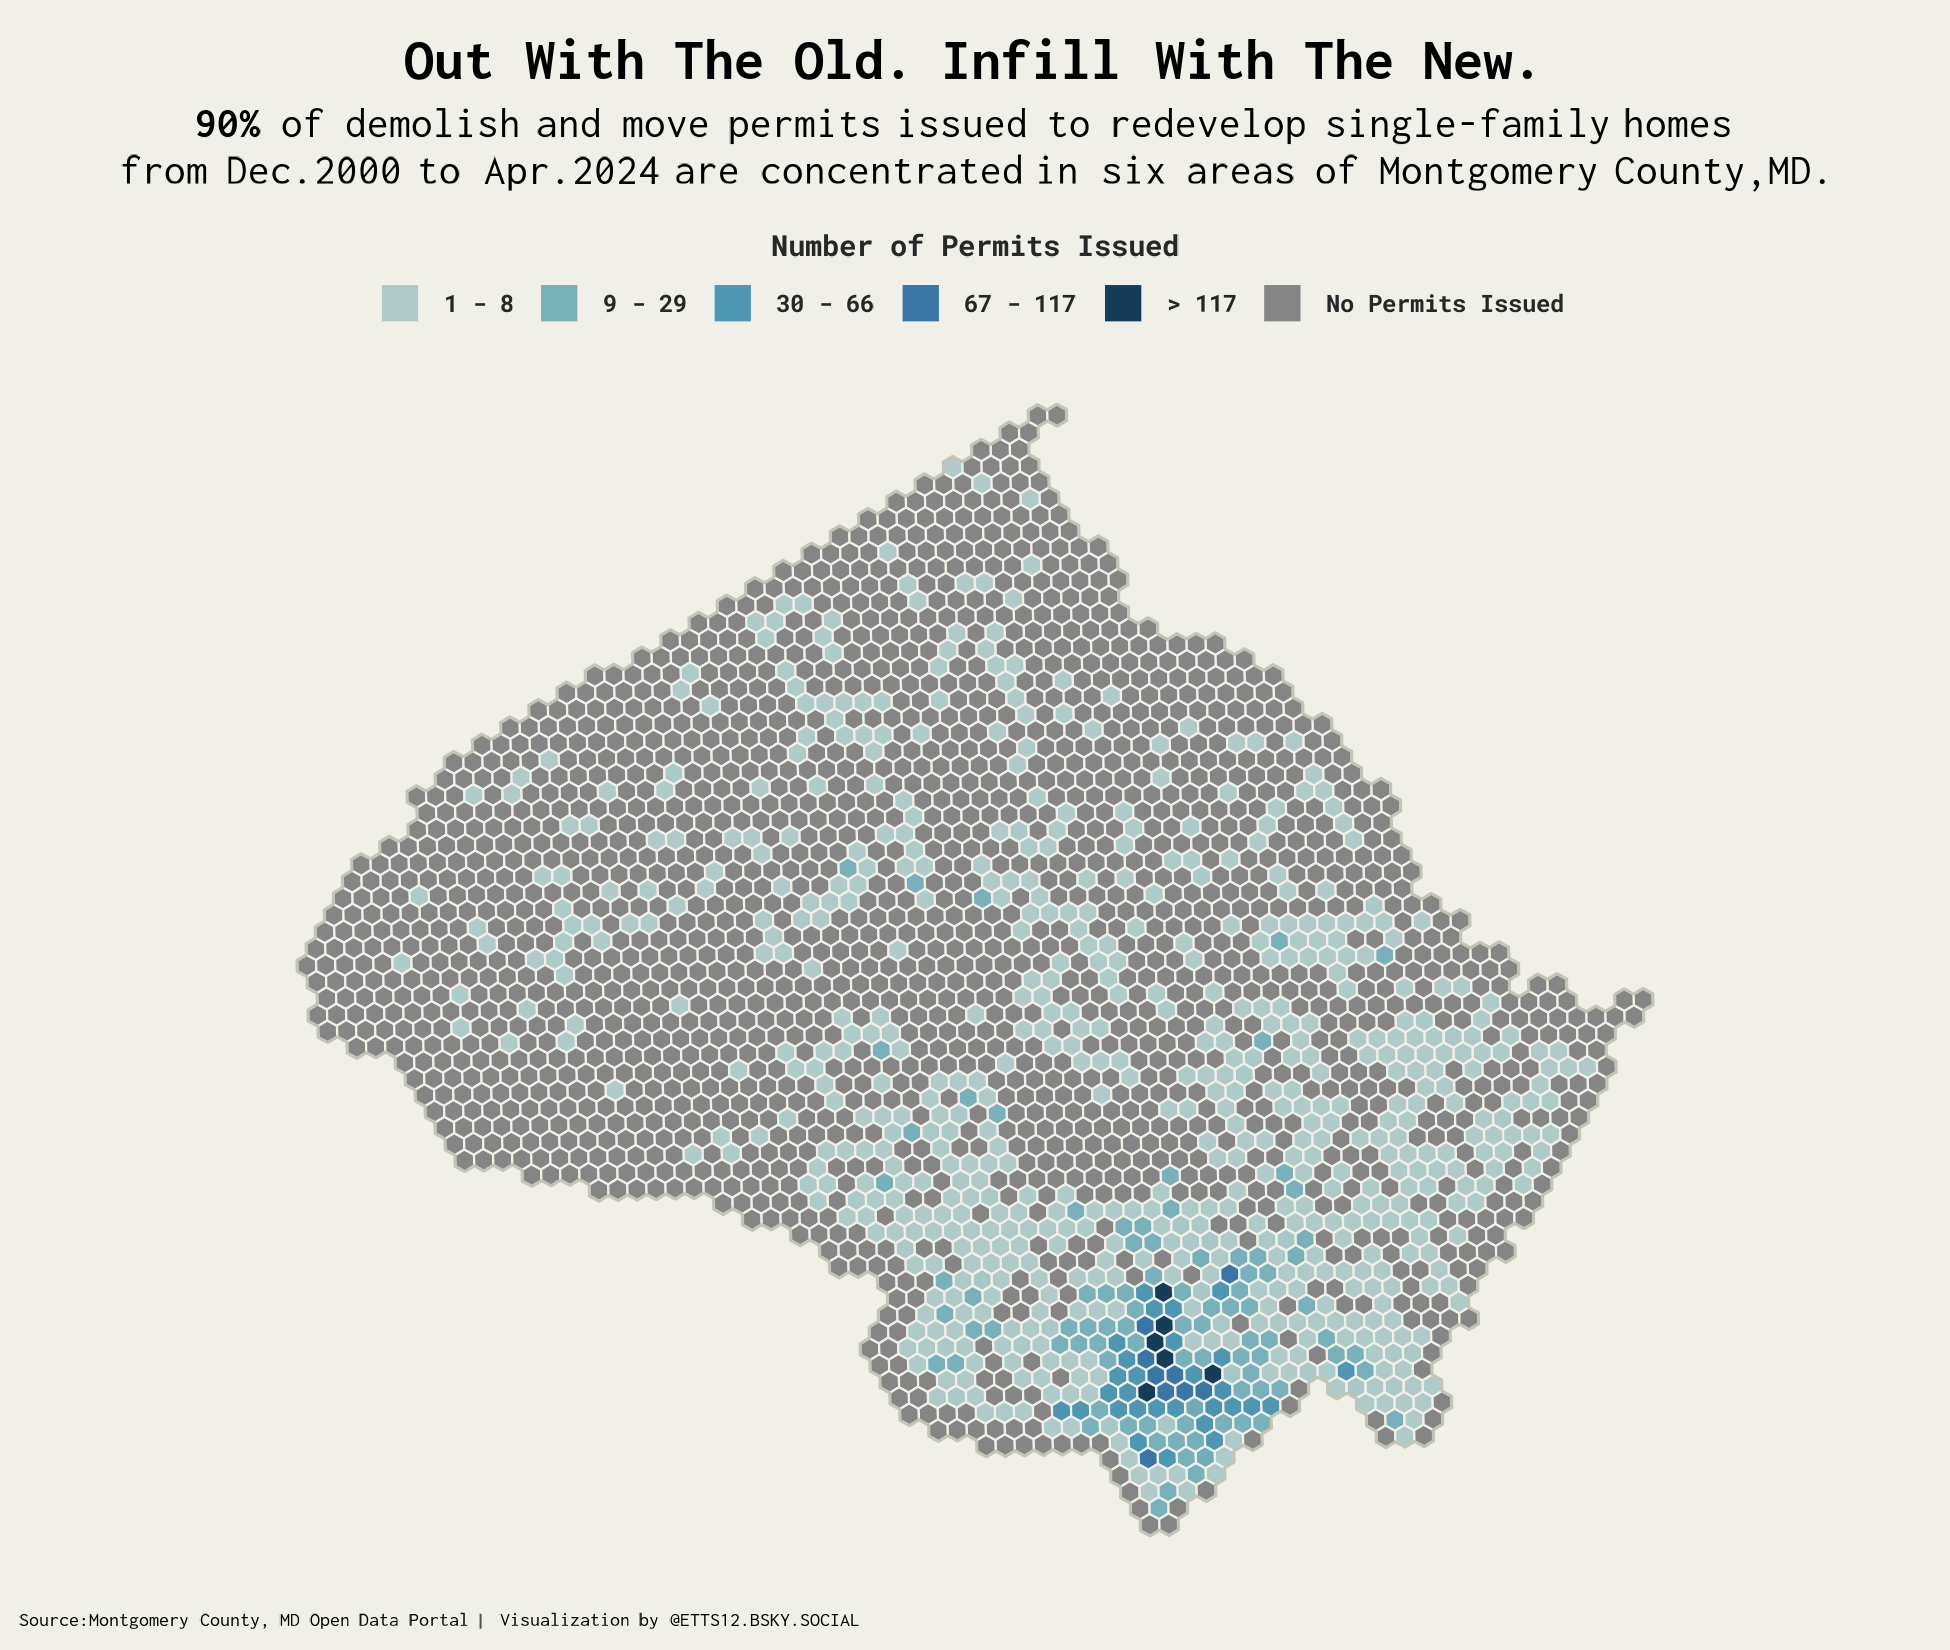 Out With The Old. Infill With The New.
90% of demolish and move permits issued to redevelop single-family homes
from Dec.2000 to Apr.2024 are concentrated in six areas of Montgomery County,MD.
Number of Permits Issued
1 - 8 9 - 29 30 - 66 67 - 117 > 117 No Permits Issued
Source:Montgomery County, MD Open Data Portal | Visualization by @ETTS12.BSKY.SOCIAL